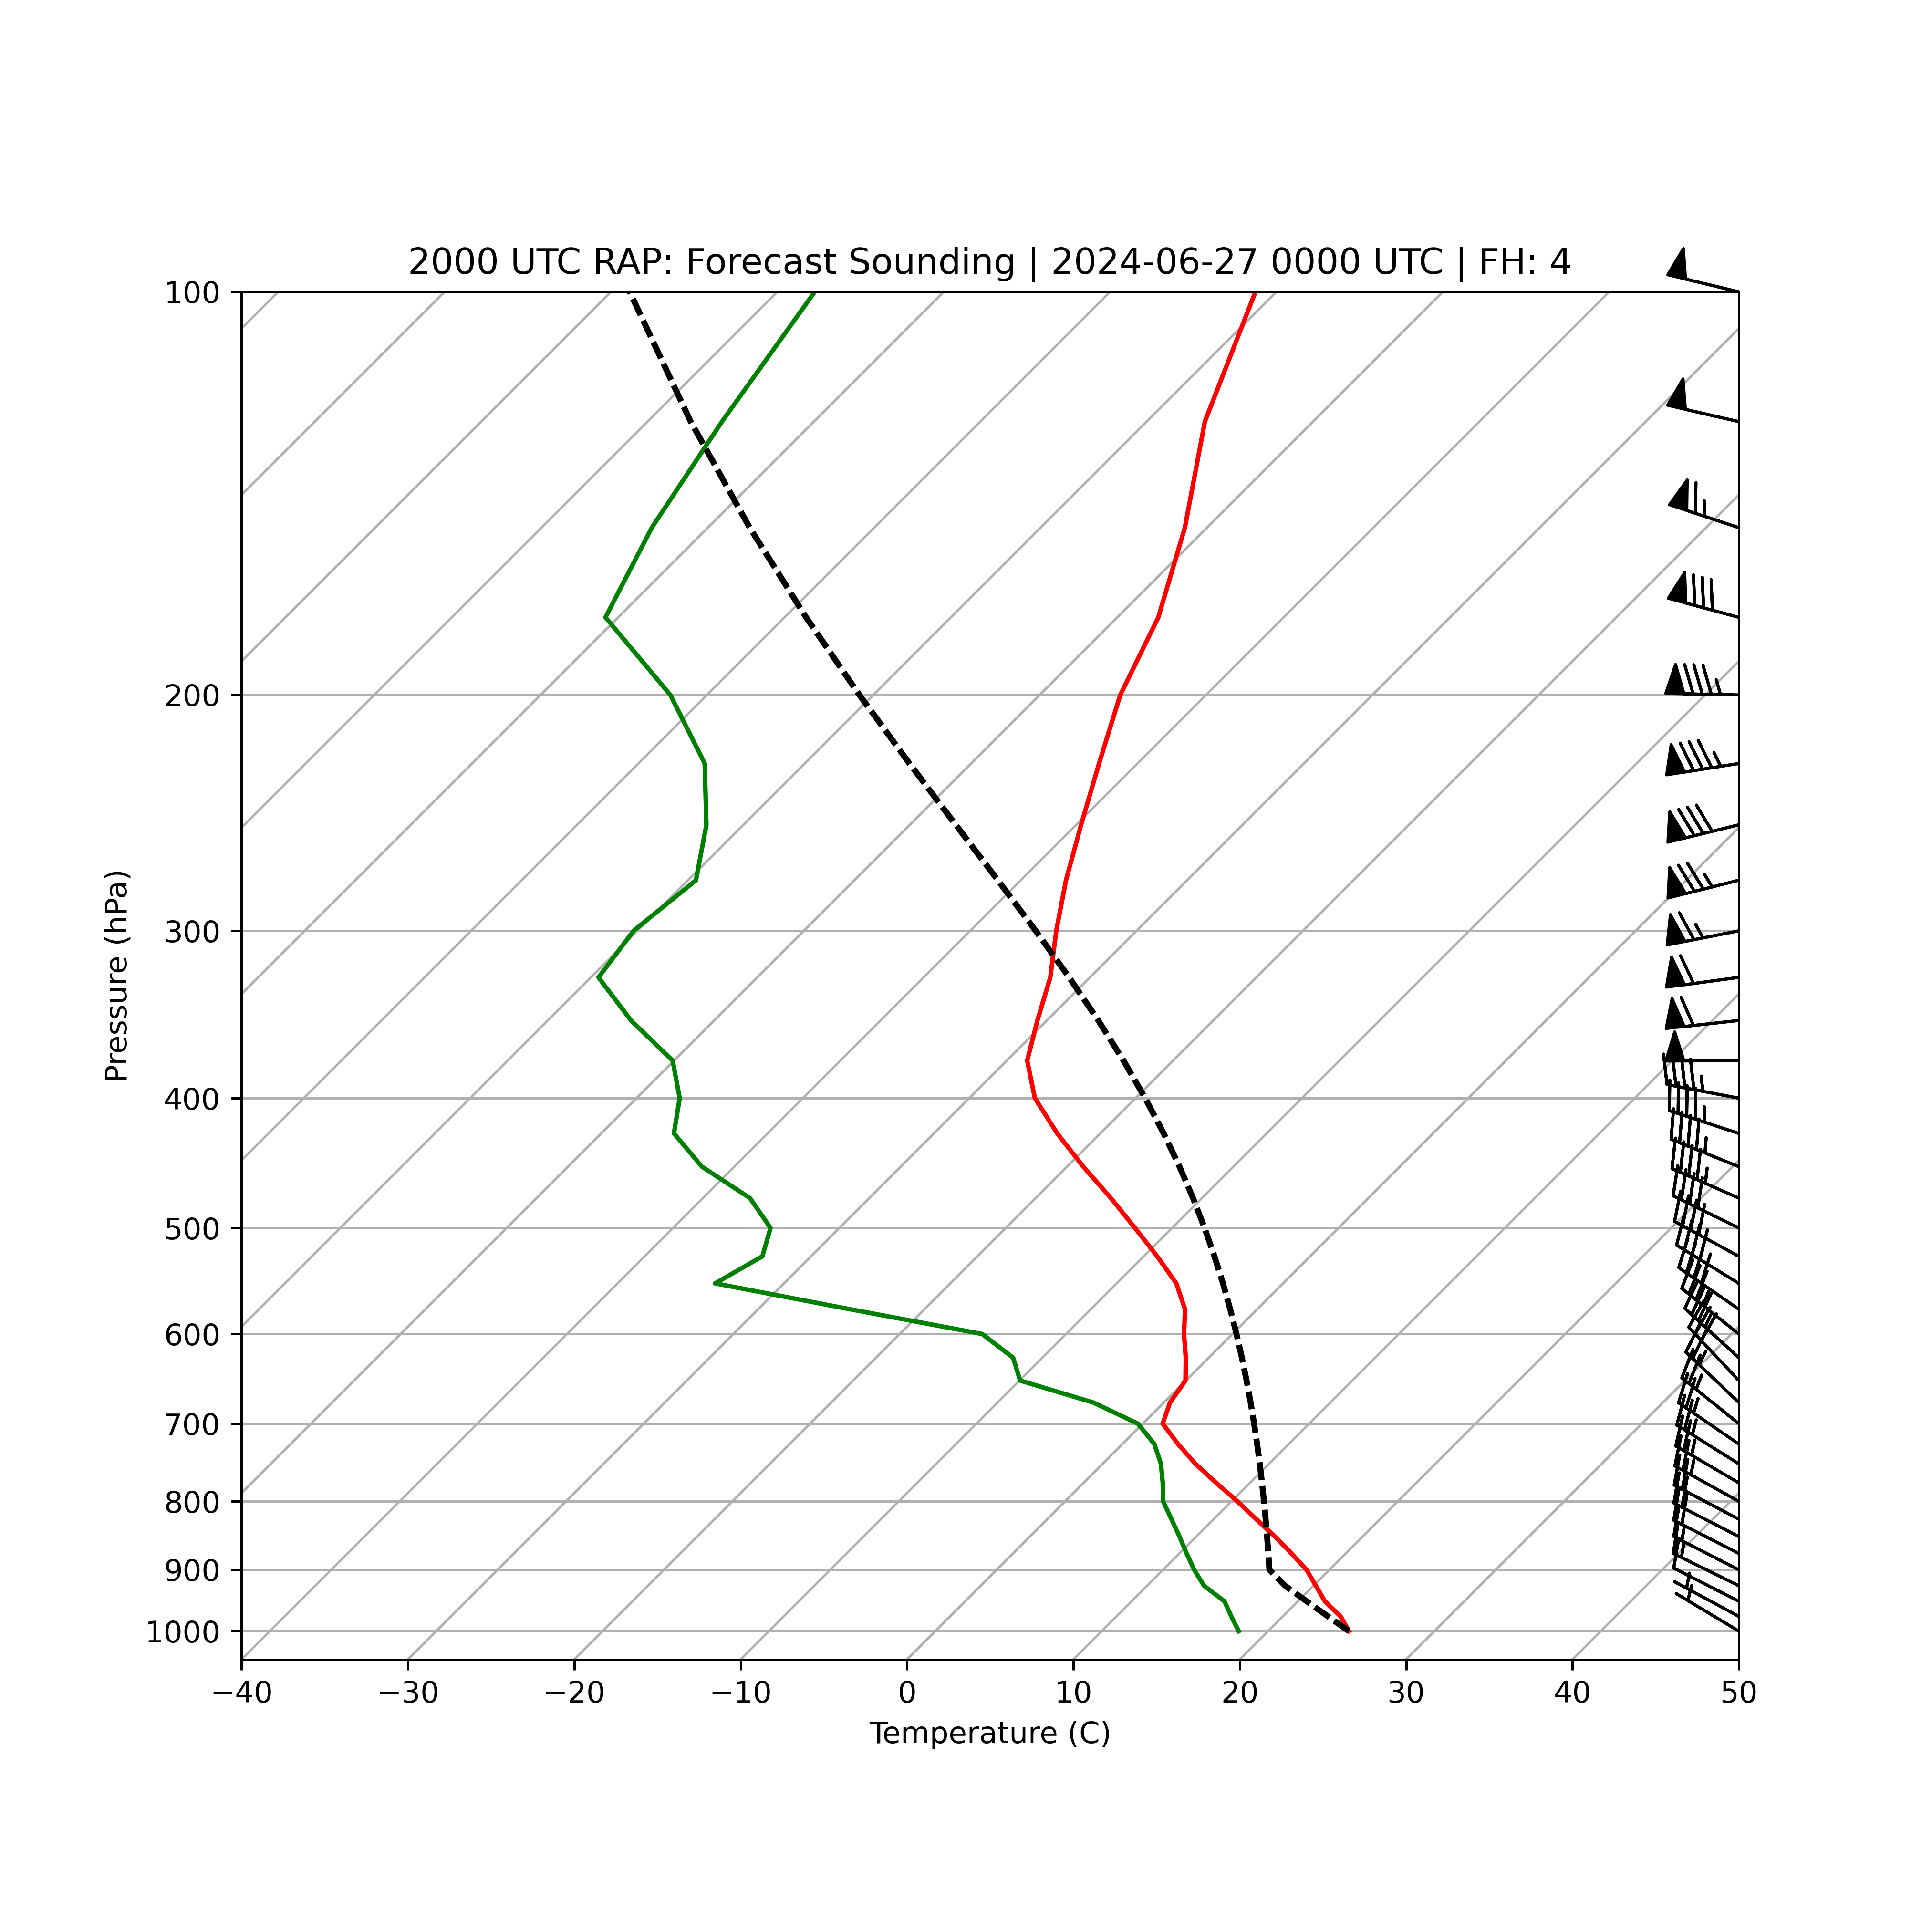 2000 UTC RAP: Forecast Sounding | 2024-06-27 0000 UTC | FH: 4
100
200
300
400
500
600
700
800
900
1000
Pressure (hPa)
−40 −30 −20 −10 0 10 20 30 40 50
Temperature (C)